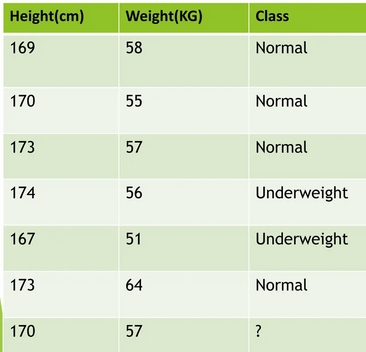 Height(cm) Weight(KG) Class
169 58 Normal
170 55 Normal
173 57 Normal
174 56 Underweight
167 51 Underweight
173 64 Normal
170 57 ?